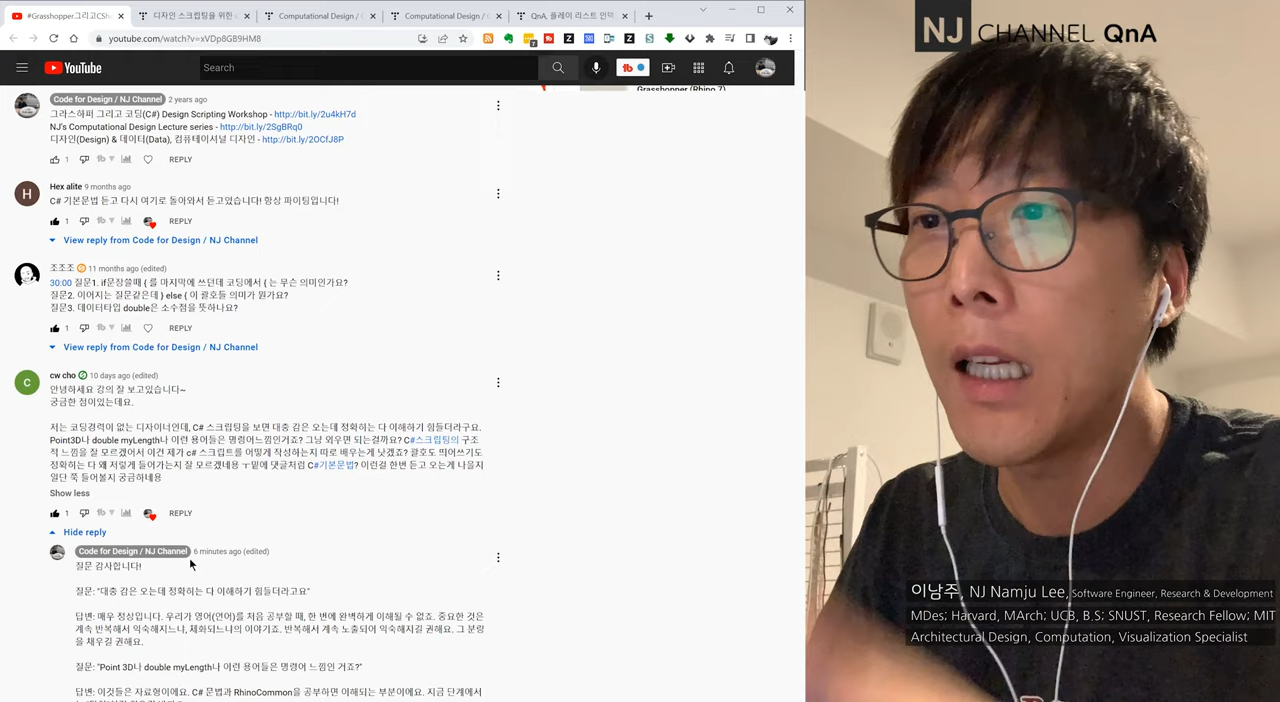 #Grasshopper,그리고CSh
디자인 스크립팅을 위한
Computational Design /
Computational Design /
QnA, 플레이 리스트 인덱
youtube.com/watch?v=xVDp8GB9HM8
YouTube
Search
Grasshopper (Rhino 7)
Code for Design / NJ Channel 2 years ago
그라스하퍼 그리고 코딩(C#) Design Scripting Workshop - http://bit.ly/2u4kH7d
NJ's Computational Design Lecture series - http://bit.ly/2SgBRq0
디자인(Design) & 데이터(Data), 컴퓨테이셔널 디자인 - http://bit.ly/2OCfJ8P
1 REPLY
H
Hex alite 9 months ago
C# 기본문법 듣고 다시 여기로 돌아와서 듣고있습니다! 항상 파이팅입니다!
1 REPLY
View reply from Code for Design / NJ Channel
조조조 11 months ago (edited)
30:00 질문1. if문장쓸때 { 를 마지막에 쓰던데 코딩에서 { 는 무슨 의미인가요?
질문2. 이어지는 질문같은데 } else { 이 괄호들 의미가 뭔가요?
질문3. 데이터타입 double은 소수점을 뜻하나요?
1 REPLY
View reply from Code for Design / NJ Channel
C
cw cho 10 days ago (edited)
안녕하세요 강의 잘 보고있습니다~
궁금한 점이있는데요.
저는 코딩경력이 없는 디자이너인데, C# 스크립팅을 보면 대충 감은 오는데 정확히는 다 이해하기 힘들더라구요.
Point3D나 double myLength나 이런 용어들은 명령어느낌인거죠? 그냥 외우면 되는걸까요? C#스크립팅의 구조
적 느낌을 잘 모르겠어서 이건 제가 c# 스크립트를 어떻게 작성하는지 따로 배우는게 낫겠죠? 괄호도 띄어쓰기도
정확히는 다 왜 저렇게 들어가는지 잘 모르겠네용 ㅜ밑에 댓글처럼 C#기본문법? 이런걸 한번 듣고 오는게 나을지
일단 쭉 들어볼지 궁금하네용
Show less
1 REPLY
Hide reply
Code for Design / NJ Channel 6 minutes ago (edited)
질문 감사합니다!
질문: "대충 감은 오는데 정확히는 다 이해하기 힘들더라고요"
답변: 매우 정상입니다. 우리가 영어(언어)를 처음 공부할 때, 한 번에 완벽하게 이해될 수 없죠. 중요한 것은
계속 반복해서 익숙해지느냐, 체화되느냐의 이야기죠. 반복해서 계속 노출되어 익숙해지길 권해요. 그 분량
을 채우길 권해요.
질문: "Point 3D나 double myLength나 이런 용어들은 명령어 느낌인 거죠?"
답변: 이것들은 자료형이에요. C# 문법과 RhinoCommon을 공부하면 이해되는 부분이에요. 지금 단계에서
NJ CHANNEL QnA
이남주, NJ Namju Lee, Software Engineer, Research & Development
MDes; Harvard, MArch; UCB, B.S; SNUST, Research Fellow; MIT
Architectural Design, Computation, Visualization Specialist